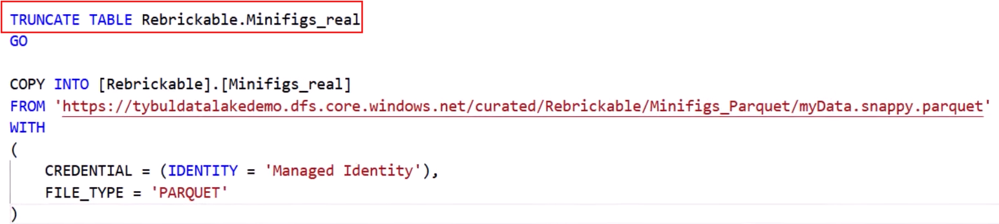 TRUNCATE TABLE Rebrickable.Minifigs_real
GO
COPY INTO [Rebrickable].[Minifigs_real]
FROM 'https://tybuldatalakedemo.dfs.core.windows.net/curated/Rebrickable/Minifigs_Parquet/myData.snappy.parquet'
WITH
(
CREDENTIAL = (IDENTITY = 'Managed Identity'),
FILE_TYPE = 'PARQUET'
)